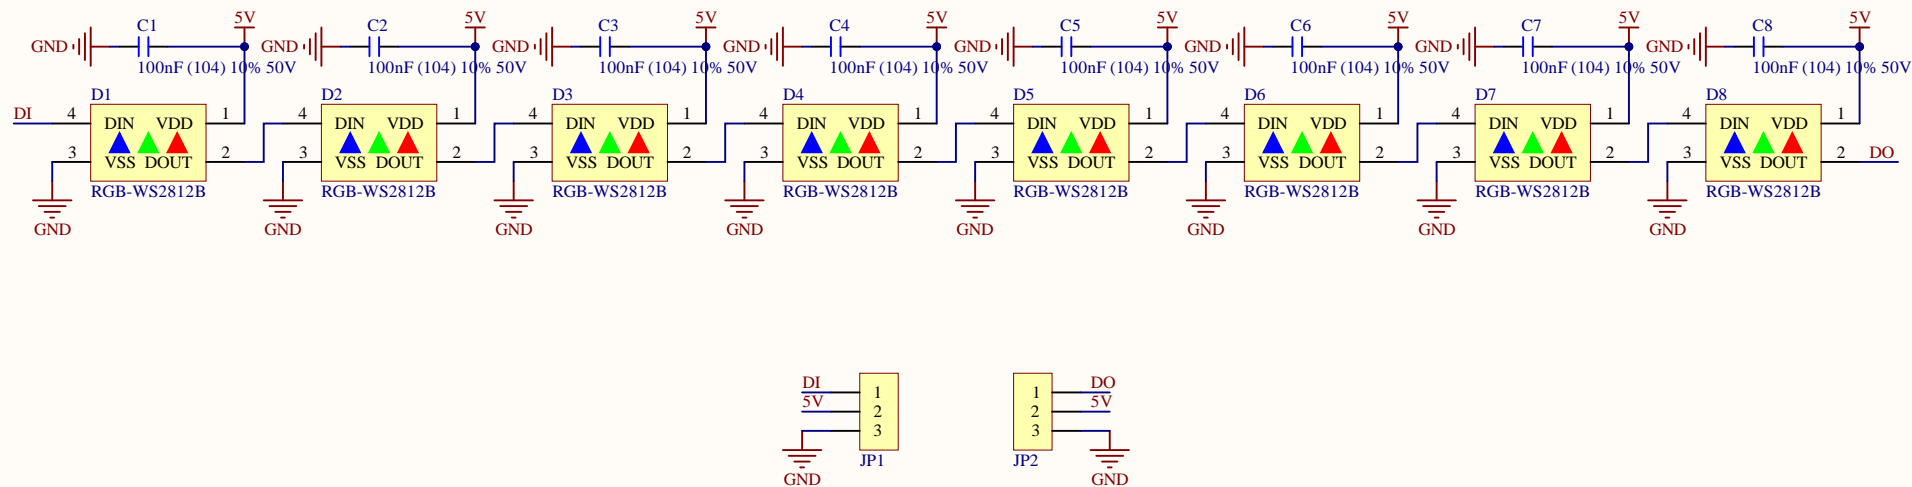 C1 5V C2 5V C3 5V C4 5V C5 5V C6 5V C7 5V C8 5V
GND GND GND GND GND GND GND GND
100nF (104) 10% 50V 100nF (104) 10% 50V 100nF (104) 10% 50V 100nF (104) 10% 50V 100nF (104) 10% 50V 100nF (104) 10% 50V 100nF (104) 10% 50V 100nF (104) 10% 50V
D1 D2 D3 D4 D5 D6 D7 D8
DI 4 DIN VDD 1 4 DIN VDD 1 4 DIN VDD 1 4 DIN VDD 1 4 DIN VDD 1 4 DIN VDD 1 4 DIN VDD 1 4 DIN VDD 1
3 VSS DOUT 2 3 VSS DOUT 2 3 VSS DOUT 2 3 VSS DOUT 2 3 VSS DOUT 2 3 VSS DOUT 2 3 VSS DOUT 2 3 VSS DOUT 2 DO
RGB-WS2812B RGB-WS2812B RGB-WS2812B RGB-WS2812B RGB-WS2812B RGB-WS2812B RGB-WS2812B RGB-WS2812B
GND GND GND GND GND GND GND GND
DI 1 1 DO
5V 2 2 5V
3 3
JP1 JP2
GND GND